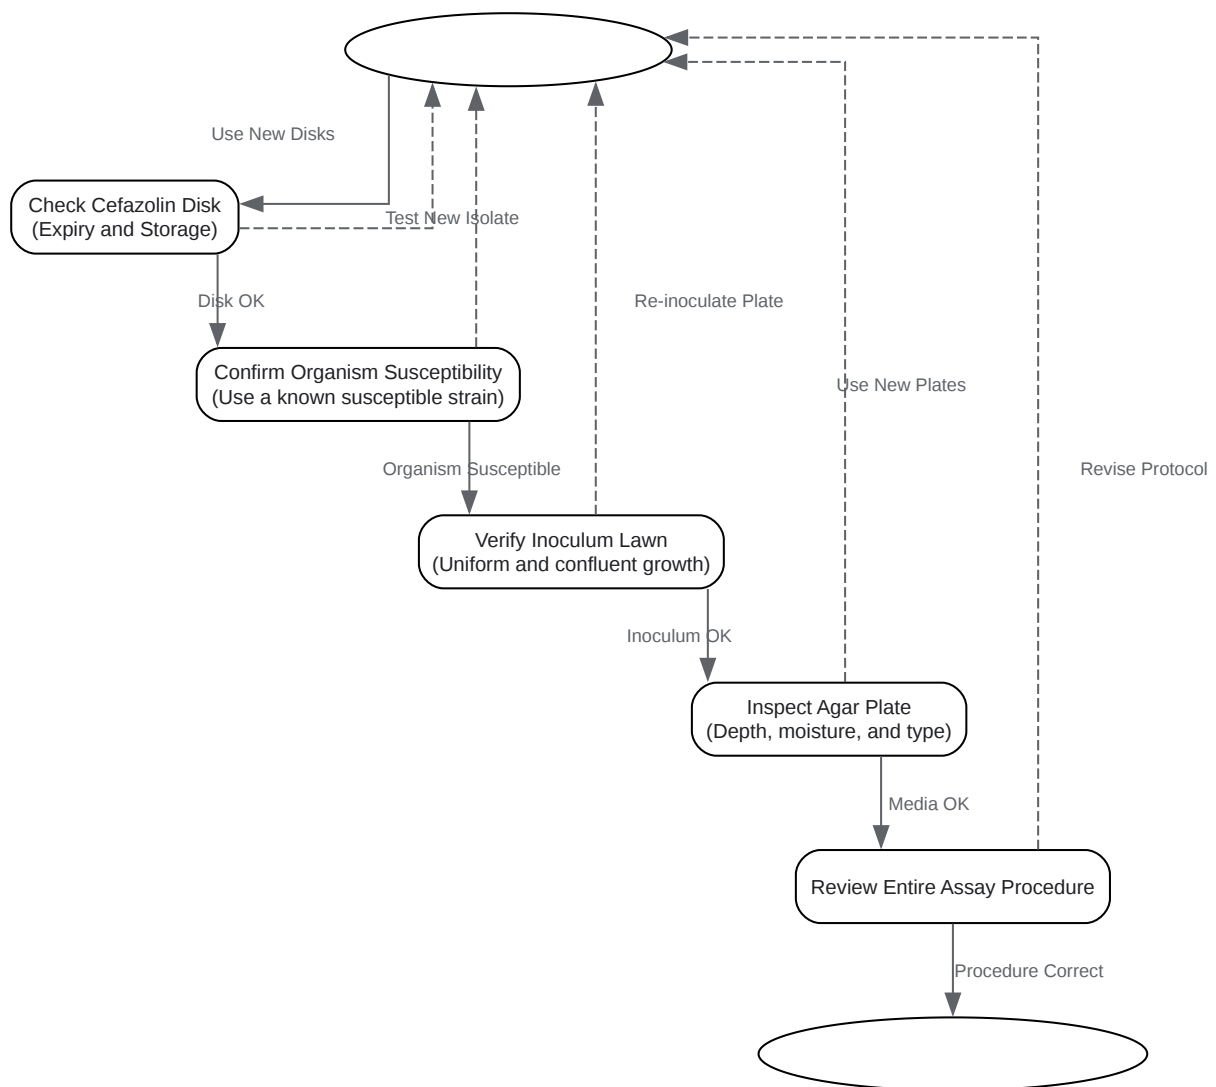 Use New Disks
Check Cefazolin Disk
(Expiry and Storage)
Test New Isolate
Disk OK
Re-inoculate Plate
Confirm Organism Susceptibility
(Use a known susceptible strain)
Use New Plates
Organism Susceptible
Revise Protocol
Verify Inoculum Lawn
(Uniform and confluent growth)
Inoculum OK
Inspect Agar Plate
(Depth, moisture, and type)
Media OK
Review Entire Assay Procedure
Procedure Correct